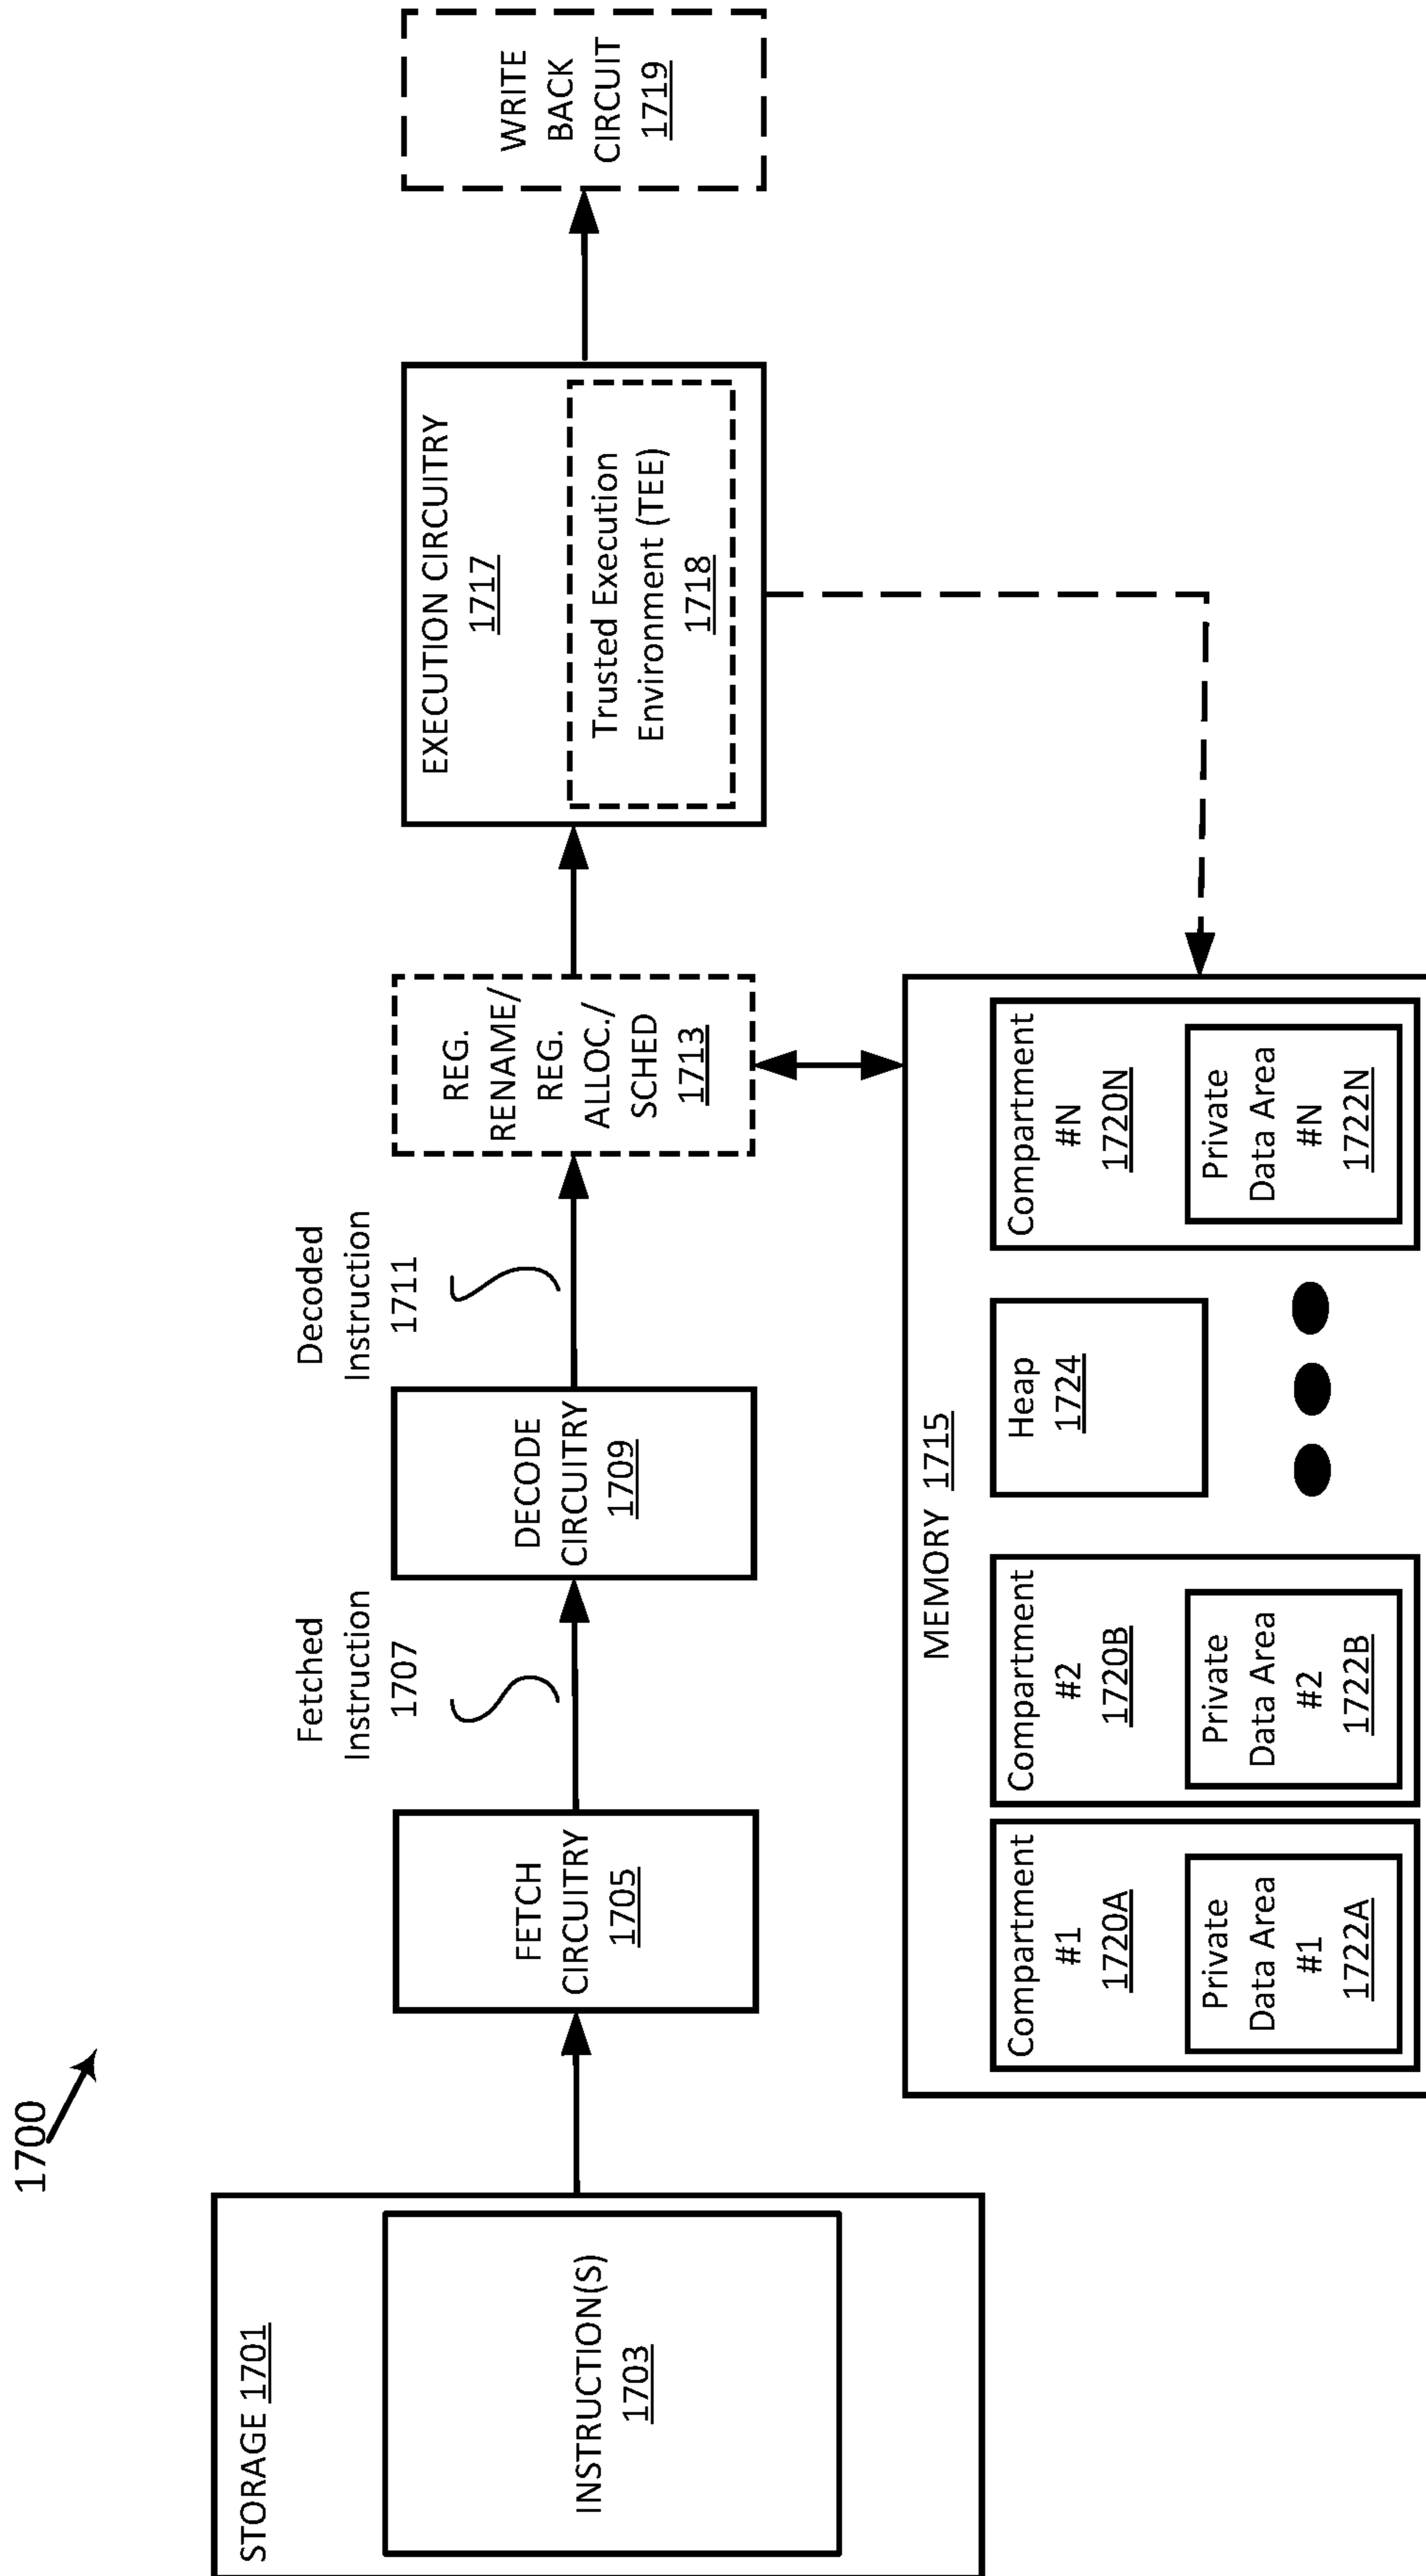 1700
STORAGE 1701
INSTRUCTION(S)
1703
FETCH
CIRCUITRY
1705
Fetched
Instruction
1707
DECODE
CIRCUITRY
1709
Decoded
Instruction
1711
REG.
RENAME/
REG.
ALLOC./
SCHED
1713
EXECUTION CIRCUITRY
1717
Trusted Execution
Environment (TEE)
1718
WRITE
BACK
CIRCUIT
1719
MEMORY 1715
Compartment
#1
1720A
Private
Data Area
#1
1722A
Compartment
#2
1720B
Private
Data Area
#2
1722B
Heap
1724
Compartment
#N
1720N
Private
Data Area
#N
1722N